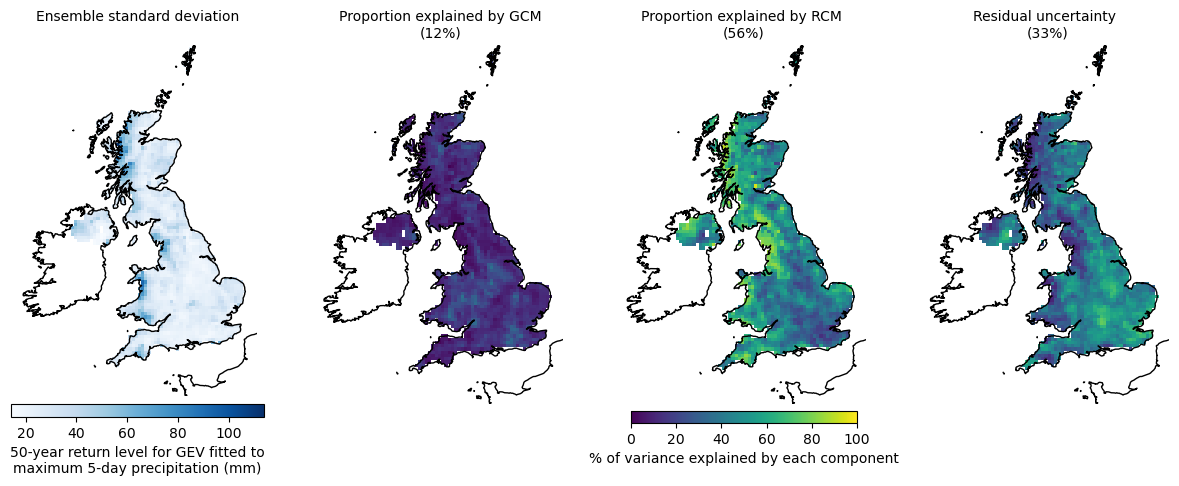 Ensemble standard deviation
Proportion explained by GCM
(12%)
Proportion explained by RCM
(56%)
Residual uncertainty
(33%)
20 40 60 80 100
50-year return level for GEV fitted to
maximum 5-day precipitation (mm)
0 20 40 60 80 100
% of variance explained by each component